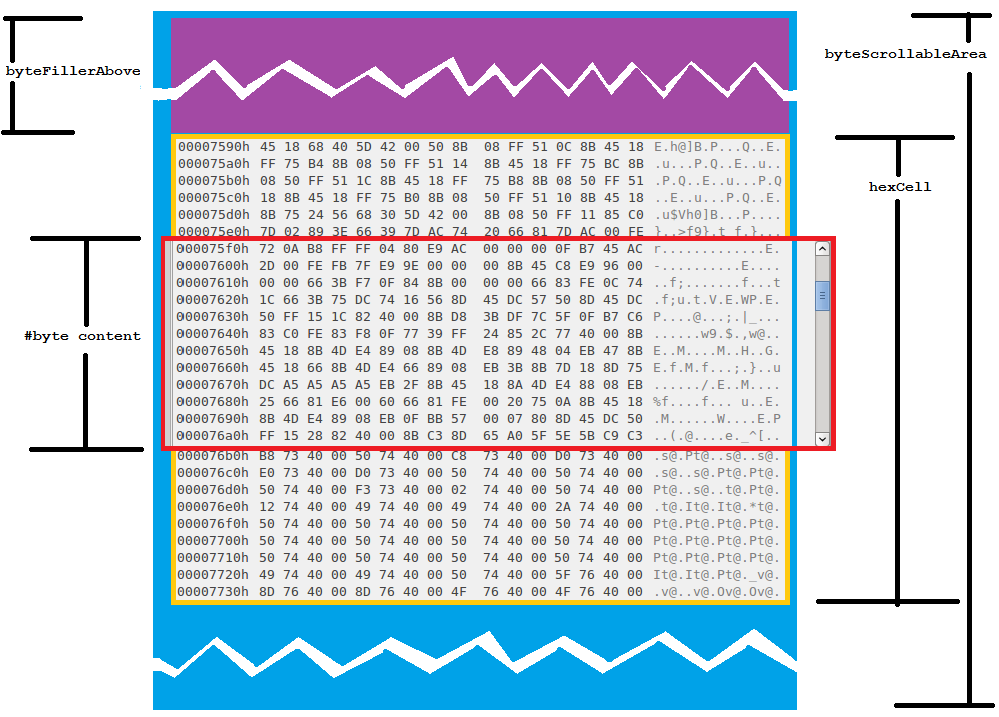 byteScrollableArea
byteFillerAbove
00007590h 45 18 68 40 5D 42 00 50 8B 08 FF 51 0C 8B 45 18 E.h@]B.P...Q..E.
000075a0h FF 75 B4 8B 08 50 FF 51 14 8B 45 18 FF 75 BC 8B .u...P.Q..E..u..
000075b0h 08 50 FF 51 1C 8B 45 18 FF 75 B8 8B 08 50 FF 51 .P.Q..E..u...P.Q
hexCell
000075c0h 18 8B 45 18 FF 75 B0 8B 08 50 FF 51 10 8B 45 18 ..E..u...P.Q..E.
000075d0h 8B 75 24 56 68 30 5D 42 00 8B 08 50 FF 11 85 C0 .u$Vh0]B...P....
000075e0h 7D 02 89 3E 66 39 7D AC 74 20 66 81 7D AC 00 FE }..>f9}.t f.}...
000075f0h 72 0A B8 FF FF 04 80 E9 AC 00 00 00 0F B7 45 AC r.............E.
00007600h 2D 00 FE FB 7F E9 9E 00 00 00 8B 45 C8 E9 96 00 -..........E....
00007610h 00 00 66 3B F7 0F 84 8B 00 00 00 66 83 FE 0C 74 ..f;.......f...t
00007620h 1C 66 3B 75 DC 74 16 56 8D 45 DC 57 50 8D 45 DC .f;u.t.V.E.WP.E.
00007630h 50 FF 15 1C 82 40 00 8B D8 3B DF 7C 5F 0F B7 C6 P....@...;.|_...
#byte content
00007640h 83 C0 FE 83 F8 0F 77 39 FF 24 85 2C 77 40 00 8B ......w9.$.,w@..
00007650h 45 18 8B 4D E4 89 08 8B 4D E8 89 48 04 EB 47 8B E..M....M..H..G.
00007660h 45 18 66 8B 4D E4 66 89 08 EB 3B 8B 7D 18 8D 75 E.f.M.f...;.}..u
00007670h DC A5 A5 A5 A5 EB 2F 8B 45 18 8A 4D E4 88 08 EB ....../.E..M....
00007680h 25 66 81 E6 00 60 66 81 FE 00 20 75 0A 8B 45 18 %f...`f... u..E.
00007690h 8B 4D E4 89 08 EB 0F BB 57 00 07 80 8D 45 DC 50 .M......W....E.P
000076a0h FF 15 28 82 40 00 8B C3 8D 65 A0 5F 5E 5B C9 C3 ..(.@....e._^[..
000076b0h B8 73 40 00 50 74 40 00 C8 73 40 00 D0 73 40 00 .s@.Pt@..s@..s@.
000076c0h E0 73 40 00 D0 73 40 00 50 74 40 00 50 74 40 00 .s@..s@.Pt@.Pt@.
000076d0h 50 74 40 00 F3 73 40 00 02 74 40 00 50 74 40 00 Pt@..s@..t@.Pt@.
000076e0h 12 74 40 00 49 74 40 00 49 74 40 00 2A 74 40 00 .t@.It@.It@.*t@.
000076f0h 50 74 40 00 50 74 40 00 50 74 40 00 50 74 40 00 Pt@.Pt@.Pt@.Pt@.
00007700h 50 74 40 00 50 74 40 00 50 74 40 00 50 74 40 00 Pt@.Pt@.Pt@.Pt@.
00007710h 50 74 40 00 50 74 40 00 50 74 40 00 50 74 40 00 Pt@.Pt@.Pt@.Pt@.
00007720h 49 74 40 00 49 74 40 00 50 74 40 00 5F 76 40 00 It@.It@.Pt@._v@.
00007730h 8D 76 40 00 8D 76 40 00 4F 76 40 00 4F 76 40 00 .v@..v@.Ov@.Ov@.